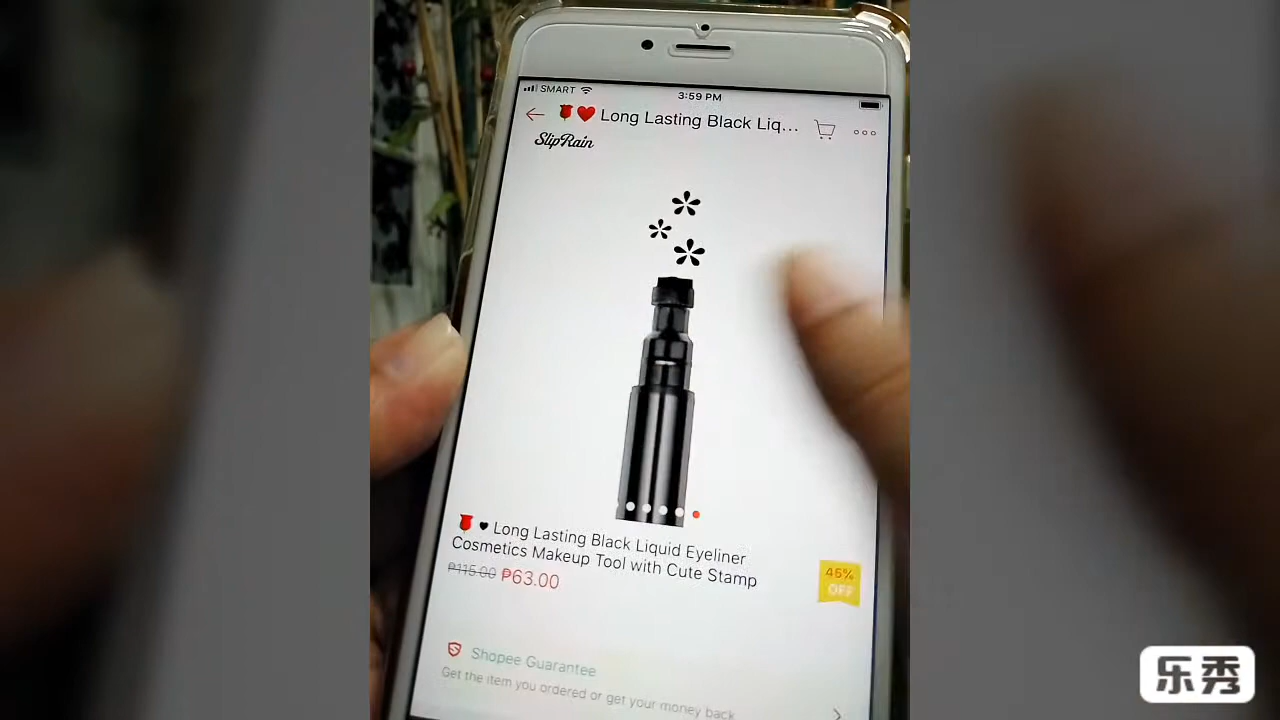 SMART
3:59 PM
🌹❤️ Long Lasting Black Liq...
SlipRain
🌹♥ Long Lasting Black Liquid Eyeliner
Cosmetics Makeup Tool with Cute Stamp
₱115.00 ₱63.00
45%
OFF
Shopee Guarantee
Get the item you ordered or get your money back
乐秀